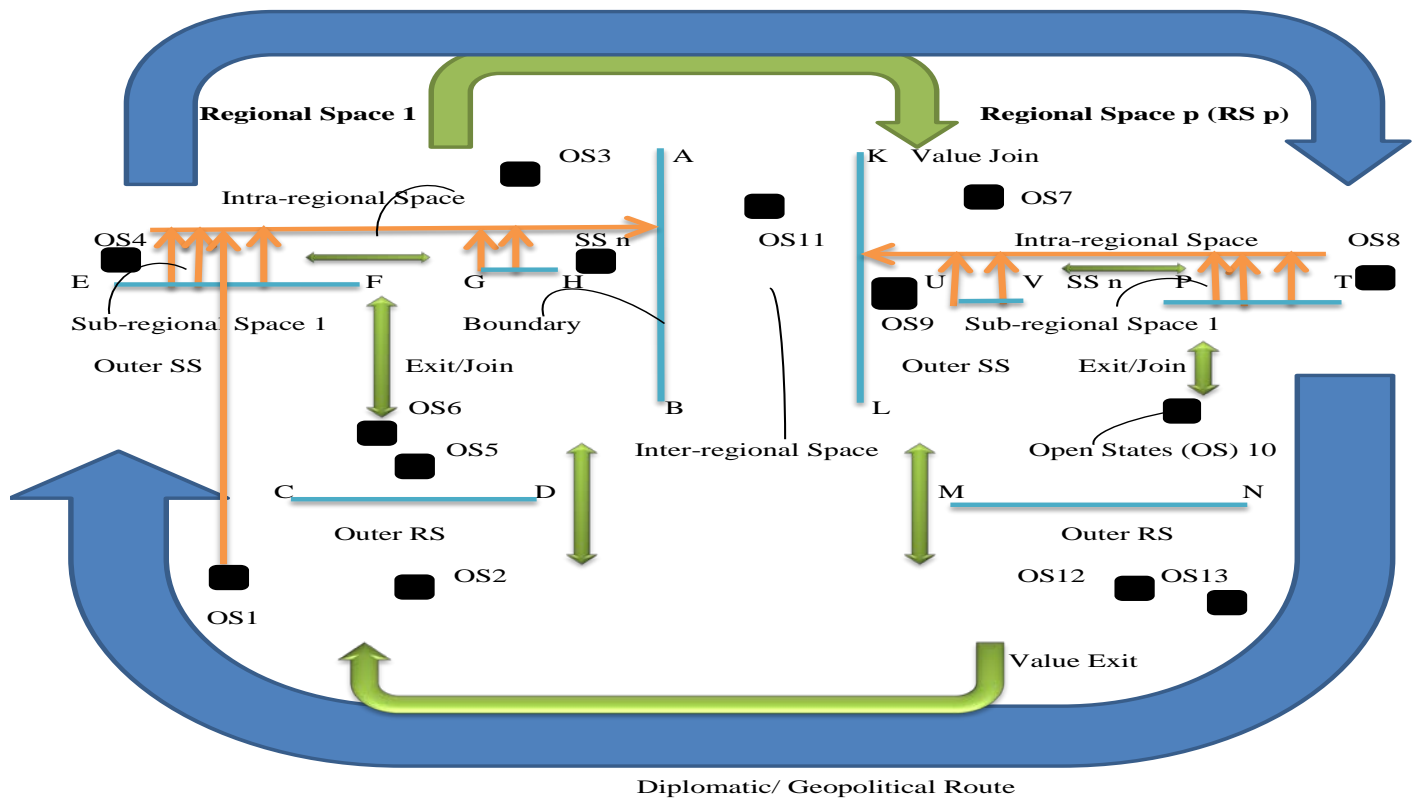 Regional Space 1
Regional Space p (RS p)
OS3
A
K
Value Join
Intra-regional Space
OS7
OS4
SS n
OS11
Intra-regional Space
OS8
E
F
G
H
U
V
SS n
P
T
Sub-regional Space 1
Boundary
OS9
Sub-regional Space 1
Outer SS
Exit/Join
Outer SS
Exit/Join
OS6
B
L
OS5
Inter-regional Space
Open States (OS) 10
C
D
M
N
Outer RS
Outer RS
OS2
OS12
OS13
OS1
Value Exit
Diplomatic/ Geopolitical Route